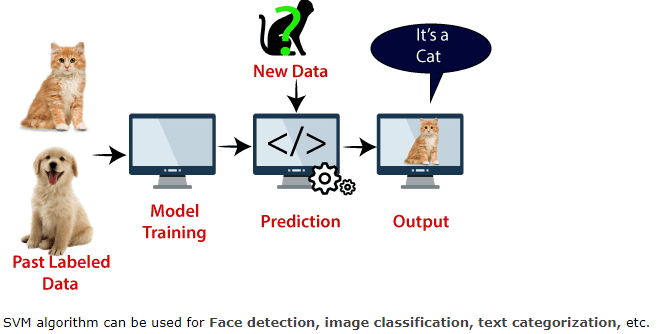 It's a
Cat
?
New Data
</>
Model
Training
Prediction
Output
Past Labeled
Data
SVM algorithm can be used for Face detection, image classification, text categorization, etc.